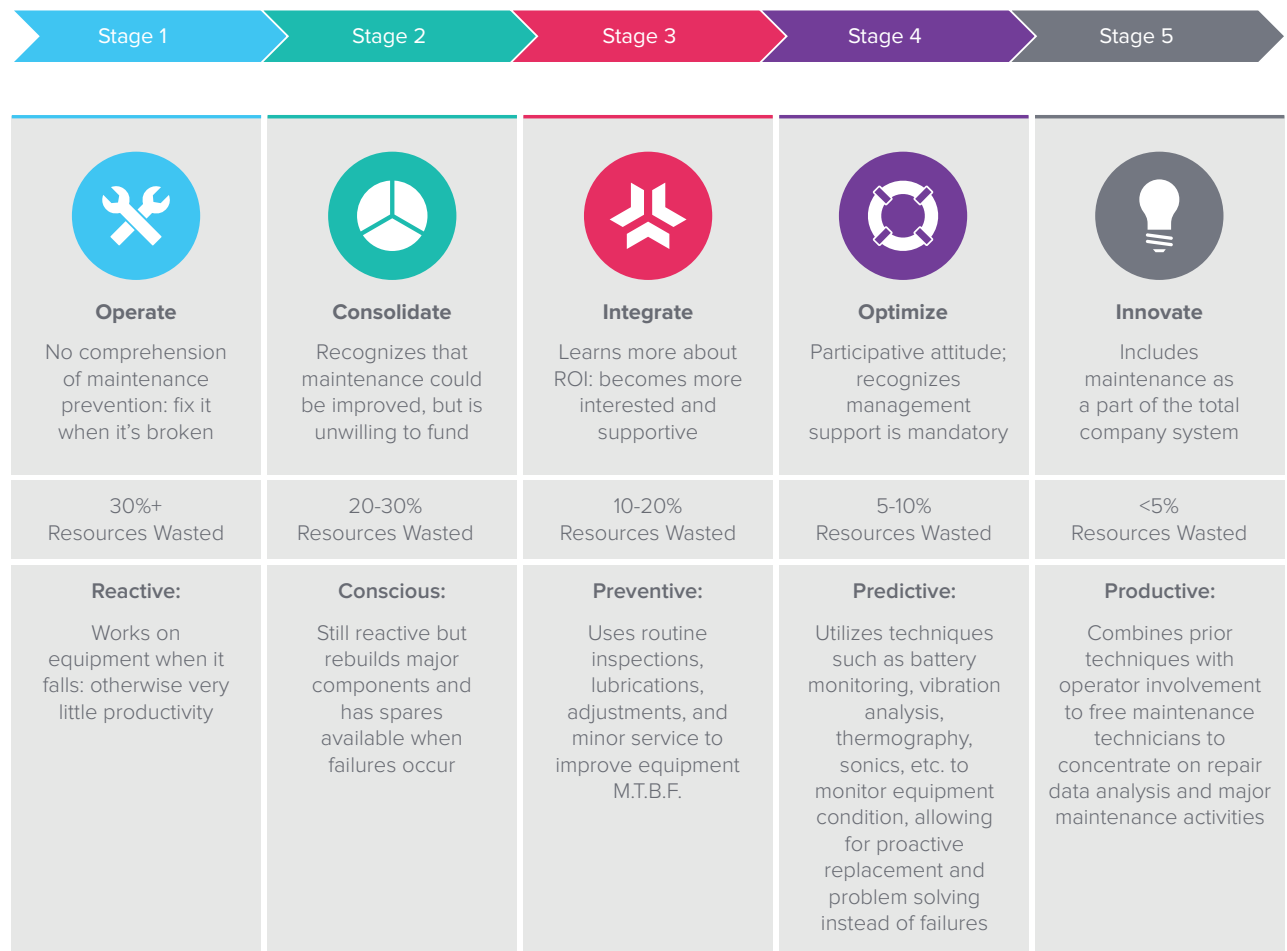 Stage 1
Stage 2
Stage 3
Stage 4
Stage 5
Operate
No comprehension
of maintenance
prevention: fix it
when it's broken
Consolidate
Recognizes that
maintenance could
be improved, but is
unwilling to fund
Integrate
Learns more about
ROI: becomes more
interested and
supportive
Optimize
Participative attitude;
recognizes
management
support is mandatory
Innovate
Includes
maintenance as
a part of the total
company system
30%+
Resources Wasted
20-30%
Resources Wasted
10-20%
Resources Wasted
5-10%
Resources Wasted
<5%
Resources Wasted
Reactive:
Works on
equipment when it
falls: otherwise very
little productivity
Conscious:
Still reactive but
rebuilds major
components and
has spares
available when
failures occur
Preventive:
Uses routine
inspections,
lubrications,
adjustments, and
minor service to
improve equipment
M.T.B.F.
Predictive:
Utilizes techniques
such as battery
monitoring, vibration
analysis,
thermography,
sonics, etc. to
monitor equipment
condition, allowing
for proactive
replacement and
problem solving
instead of failures
Productive:
Combines prior
techniques with
operator involvement
to free maintenance
technicians to
concentrate on repair
data analysis and major
maintenance activities